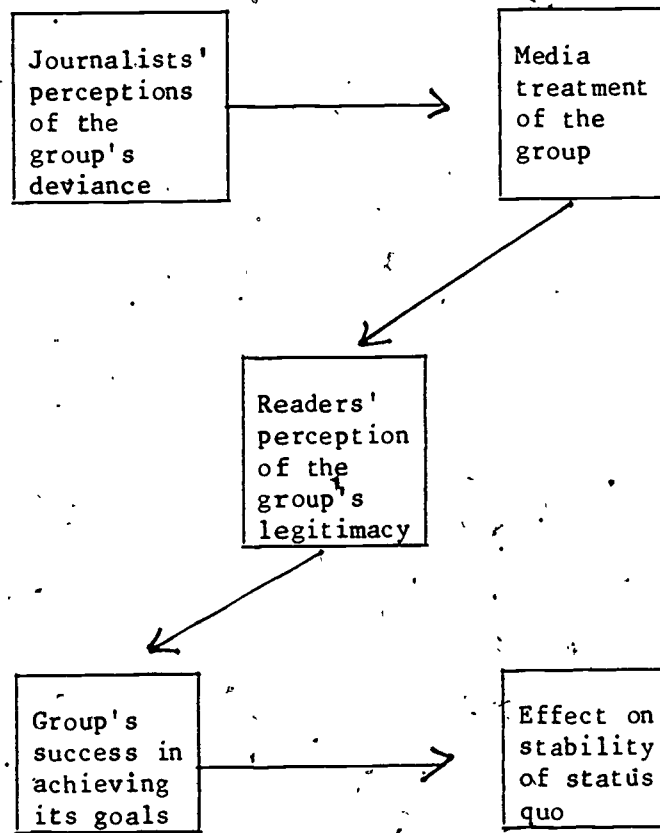 Journalists'
perceptions
of the
group's
deviance
Media
treatment
of the
group
Readers'
perception
of the
group's
legitimacy
Group's
success in
achieving
its goals
Effect on
stability
of status
quo